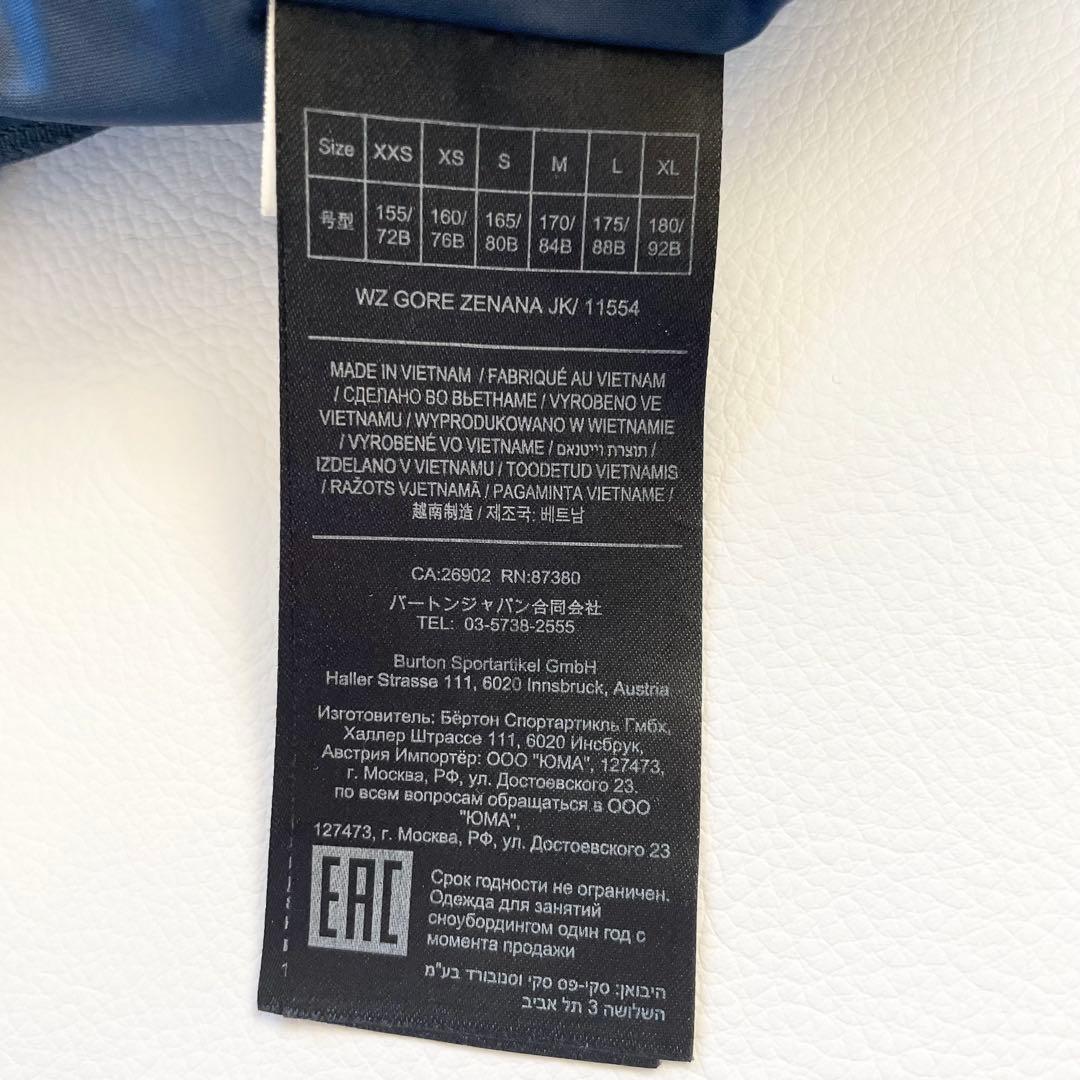 Size XXS XS S M L XL
号型 155/72B 160/76B 165/80B 170/84B 175/88B 180/92B
WZ GORE ZENANA JK/ 11554
MADE IN VIETNAM / FABRIQUÉ AU VIETNAM
/ СДЕЛАНО ВО ВЬЕТНАМЕ / VYROBENO VE
VIETNAMU / WYPRODUKOWANO W WIETNAMIE
/ VYROBENÉ VO VIETNAME / תוצרת וייטנאם /
IZDELANO V VIETNAMU / TOODETUD VIETNAMIS
/ RAŽOTS VJETNAMĀ / PAGAMINTA VIETNAME /
越南制造 / 제조국: 베트남
CA:26902 RN:87380
バートンジャパン合同会社
TEL: 03-5738-2555
Burton Sportartikel GmbH
Haller Strasse 111, 6020 Innsbruck, Austria
Изготовитель: Бёртон Спортартикль Гмбх,
Халлер Штрассе 111, 6020 Инсбрук,
Австрия Импортёр: ООО "ЮМА", 127473,
г. Москва, РФ, ул. Достоевского 23.
по всем вопросам обращаться в ООО
"ЮМА",
127473, г. Москва, РФ, ул. Достоевского 23
EAC
Срок годности не ограничен.
Одежда для занятий
сноубордингом один год с
момента продажи
היבואן: סקי-פס סקי וסנובורד בע"מ
השלושה 3 תל אביב